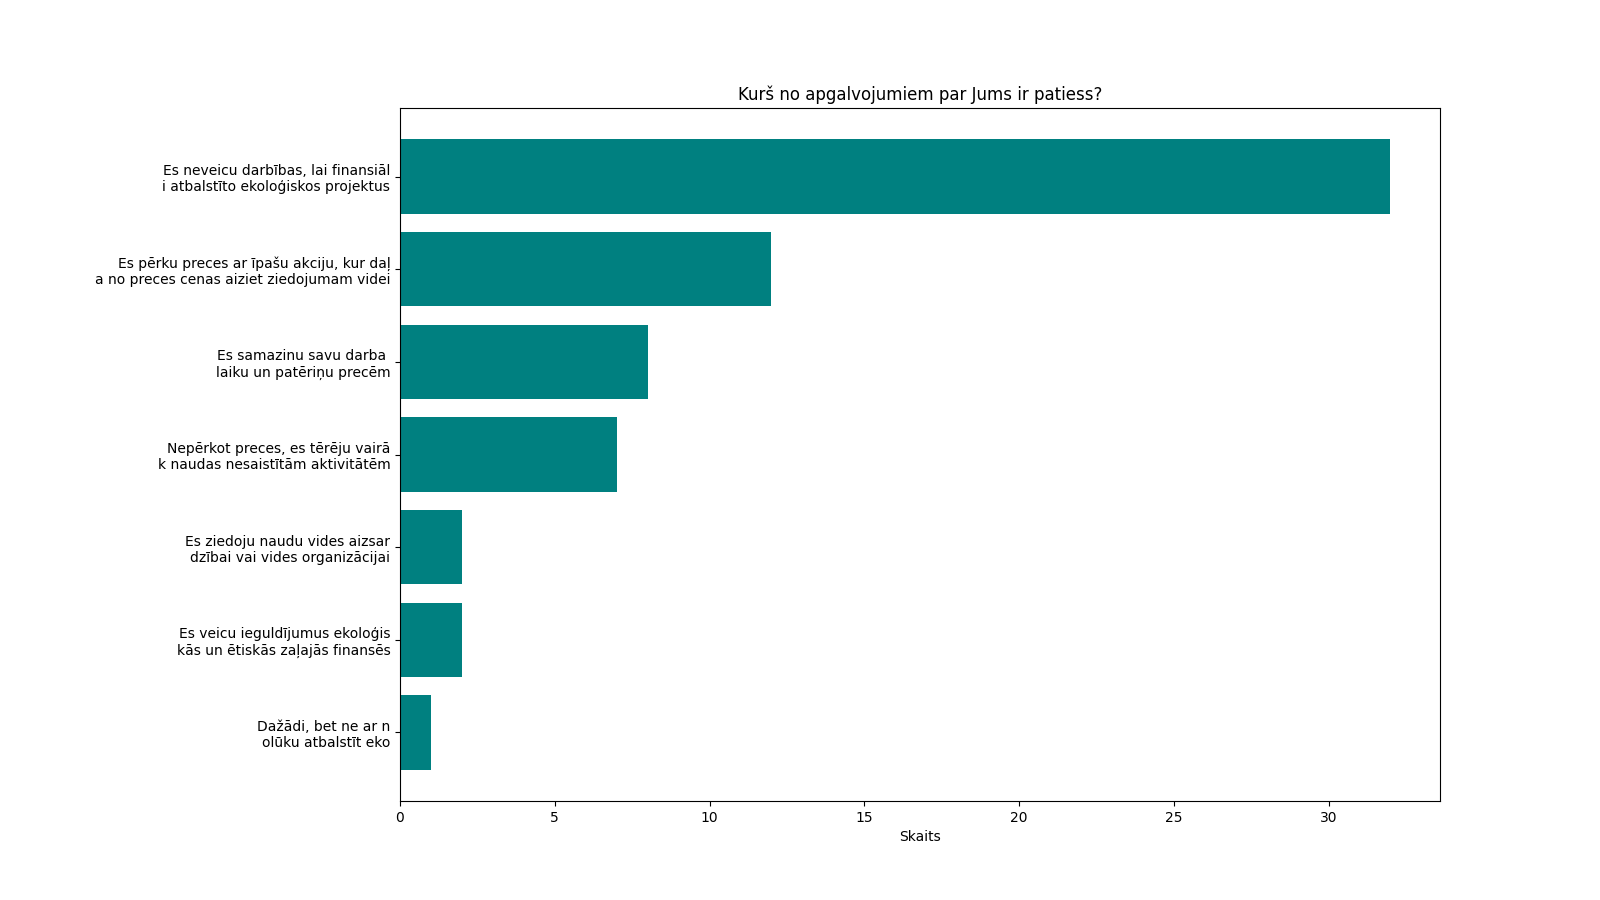 Kurš no apgalvojumiem par Jums ir patiess?
Es neveicu darbības, lai finansiāl
i atbalstīto ekoloģiskos projektus
Es pērku preces ar īpašu akciju, kur daļ
a no preces cenas aiziet ziedojumam videi
Es samazinu savu darba
laiku un patēriņu precēm
Nepērkot preces, es tērēju vairā
k naudas nesaistītām aktivitātēm
Es ziedoju naudu vides aizsar
dzībai vai vides organizācijai
Es veicu ieguldījumus ekoloģis
kās un ētiskās zaļajās finansēs
Dažādi, bet ne ar n
olūku atbalstīt eko
0 5 10 15 20 25 30
Skaits